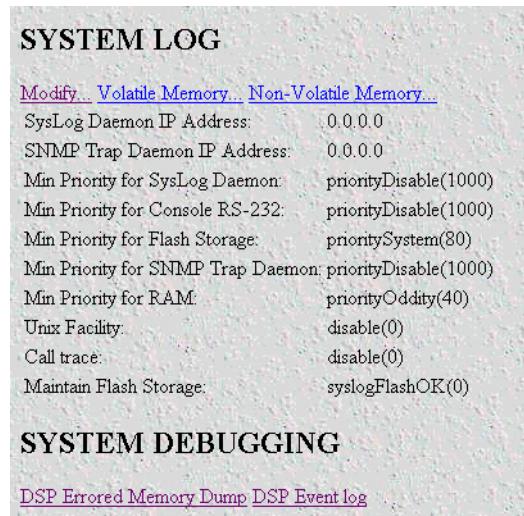 SYSTEM LOG
Modify... Volatile Memory... Non-Volatile Memory...
SysLog Daemon IP Address: 0.0.0.0
SNMP Trap Daemon IP Address: 0.0.0.0
Min Priority for SysLog Daemon: priorityDisable(1000)
Min Priority for Console RS-232: priorityDisable(1000)
Min Priority for Flash Storage: prioritySystem(80)
Min Priority for SNMP Trap Daemon: priorityDisable(1000)
Min Priority for RAM: priorityOddity(40)
Unix Facility: disable(0)
Call trace: disable(0)
Maintain Flash Storage: syslogFlashOK(0)
SYSTEM DEBUGGING
DSP Errored Memory Dump DSP Event log